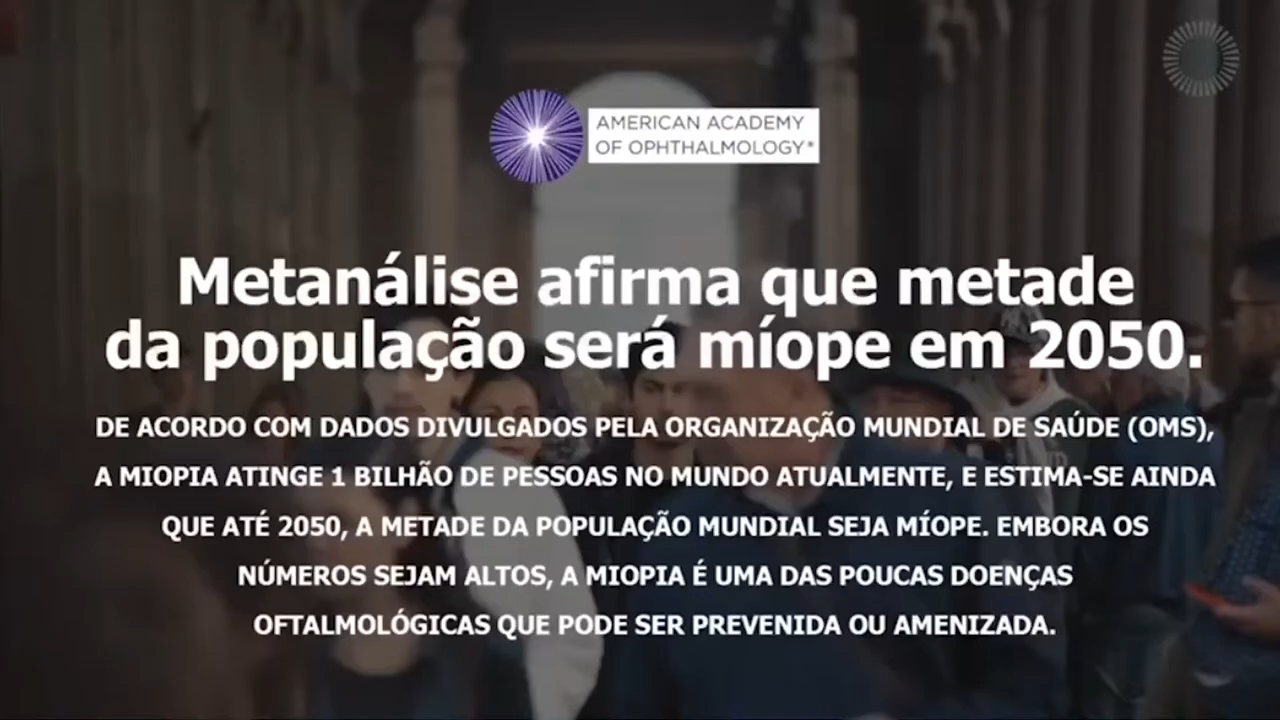 AMERICAN ACADEMY
OF OPHTHALMOLOGY®
Metanálise afirma que metade
da população será míope em 2050.
DE ACORDO COM DADOS DIVULGADOS PELA ORGANIZAÇÃO MUNDIAL DE SAÚDE (OMS),
A MIOPIA ATINGE 1 BILHÃO DE PESSOAS NO MUNDO ATUALMENTE, E ESTIMA-SE AINDA
QUE ATÉ 2050, A METADE DA POPULAÇÃO MUNDIAL SEJA MÍOPE. EMBORA OS
NÚMEROS SEJAM ALTOS, A MIOPIA É UMA DAS POUCAS DOENÇAS
OFTALMOLÓGICAS QUE PODE SER PREVENIDA OU AMENIZADA.